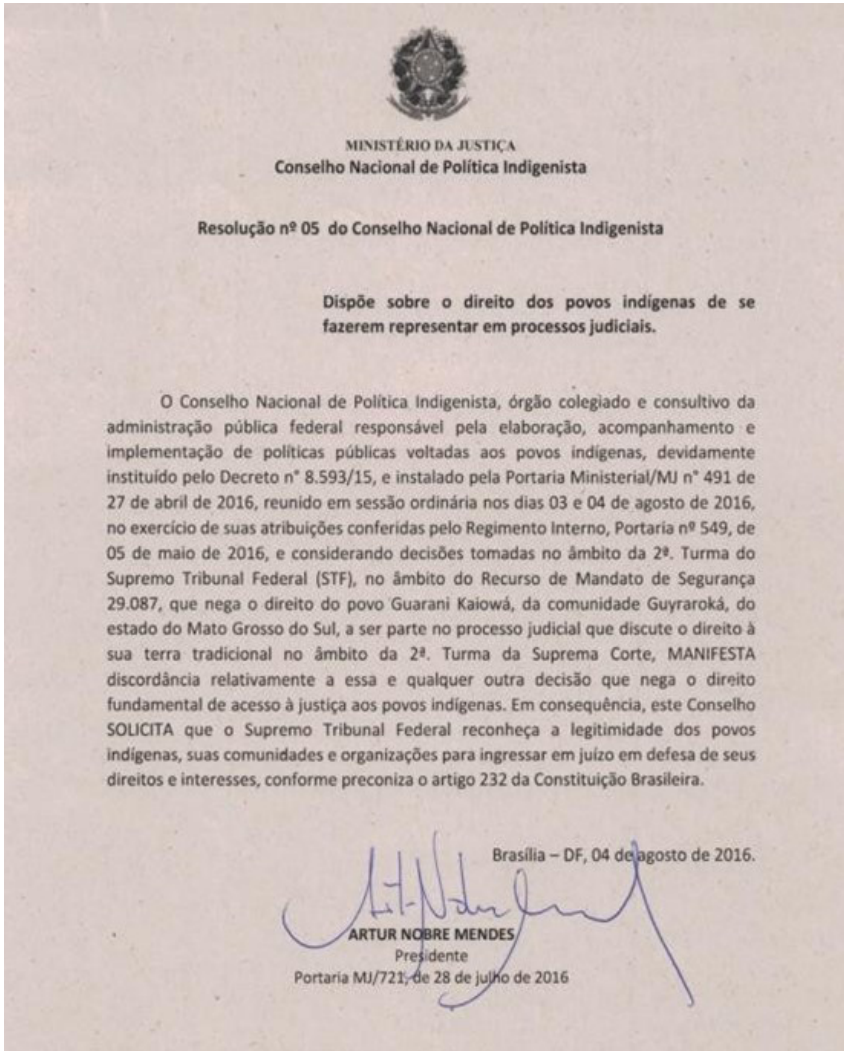 MINISTÉRIO DA JUSTIÇA
Conselho Nacional de Política Indigenista
Resolução nº 05 do Conselho Nacional de Política Indigenista
Dispõe sobre o direito dos povos indígenas de se
fazerem representar em processos judiciais.
O Conselho Nacional de Política Indigenista, órgão colegiado e consultivo da
administração pública federal responsável pela elaboração, acompanhamento e
implementação de políticas públicas voltadas aos povos indígenas, devidamente
instituído pelo Decreto n° 8.593/15, e instalado pela Portaria Ministerial/MJ n° 491 de
27 de abril de 2016, reunido em sessão ordinária nos dias 03 e 04 de agosto de 2016,
no exercício de suas atribuições conferidas pelo Regimento Interno, Portaria nº 549, de
05 de maio de 2016, e considerando decisões tomadas no âmbito da 2ª. Turma do
Supremo Tribunal Federal (STF), no âmbito do Recurso de Mandato de Segurança
29.087, que nega o direito do povo Guarani Kaiowá, da comunidade Guyraroká, do
estado do Mato Grosso do Sul, a ser parte no processo judicial que discute o direito à
sua terra tradicional no âmbito da 2ª. Turma da Suprema Corte, MANIFESTA
discordância relativamente a essa e qualquer outra decisão que nega o direito
fundamental de acesso à justiça aos povos indígenas. Em consequência, este Conselho
SOLICITA que o Supremo Tribunal Federal reconheça a legitimidade dos povos
indígenas, suas comunidades e organizações para ingressar em juízo em defesa de seus
direitos e interesses, conforme preconiza o artigo 232 da Constituição Brasileira.
Brasília – DF, 04 de agosto de 2016.
ARTUR NOBRE MENDES
Presidente
Portaria MJ/721, de 28 de julho de 2016